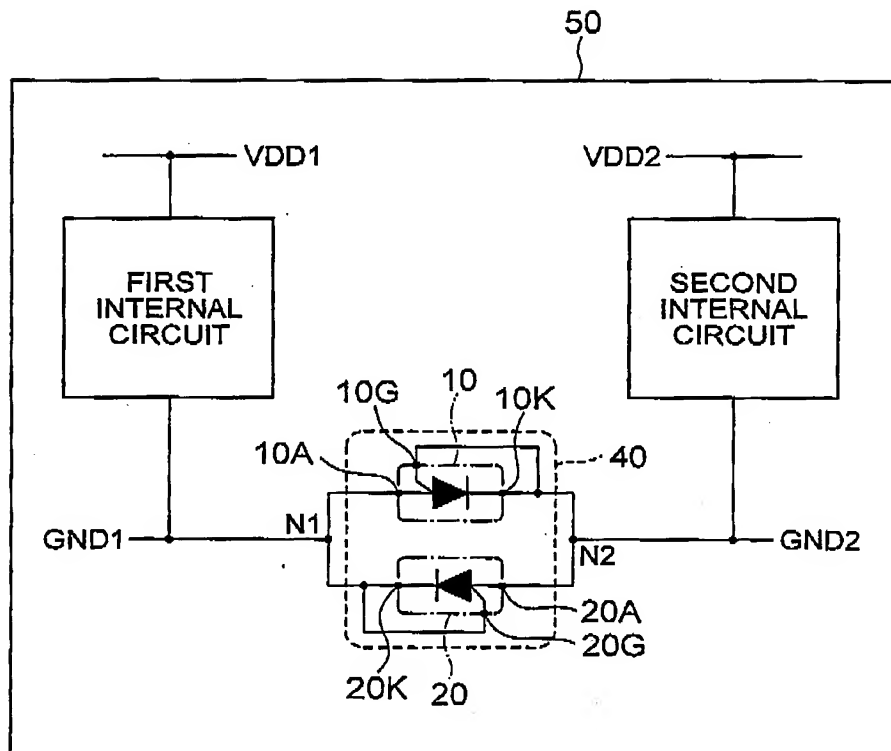 50
VDD1
VDD2
FIRST
INTERNAL
CIRCUIT
SECOND
INTERNAL
CIRCUIT
10G
10
10K
10A
40
GND1
N1
N2
GND2
20A
20G
20K
20